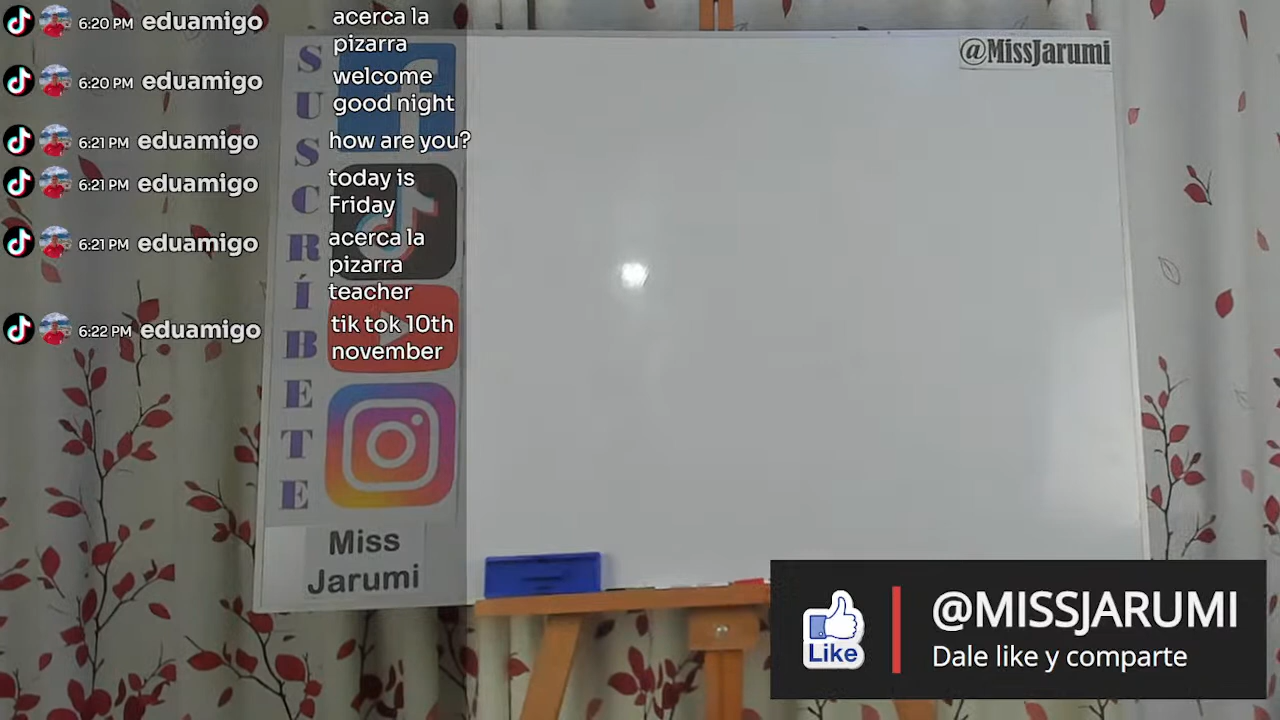 6:20 PM eduamigo acerca la
pizarra
6:20 PM eduamigo welcome
good night
6:21 PM eduamigo how are you?
6:21 PM eduamigo today is
Friday
6:21 PM eduamigo acerca la
pizarra
teacher
6:22 PM eduamigo tik tok 10th
november
S
U
S
C
R
Í
B
E
T
E
Miss
Jarumi
@MissJarumi
Like
@MISSJARUMI
Dale like y comparte